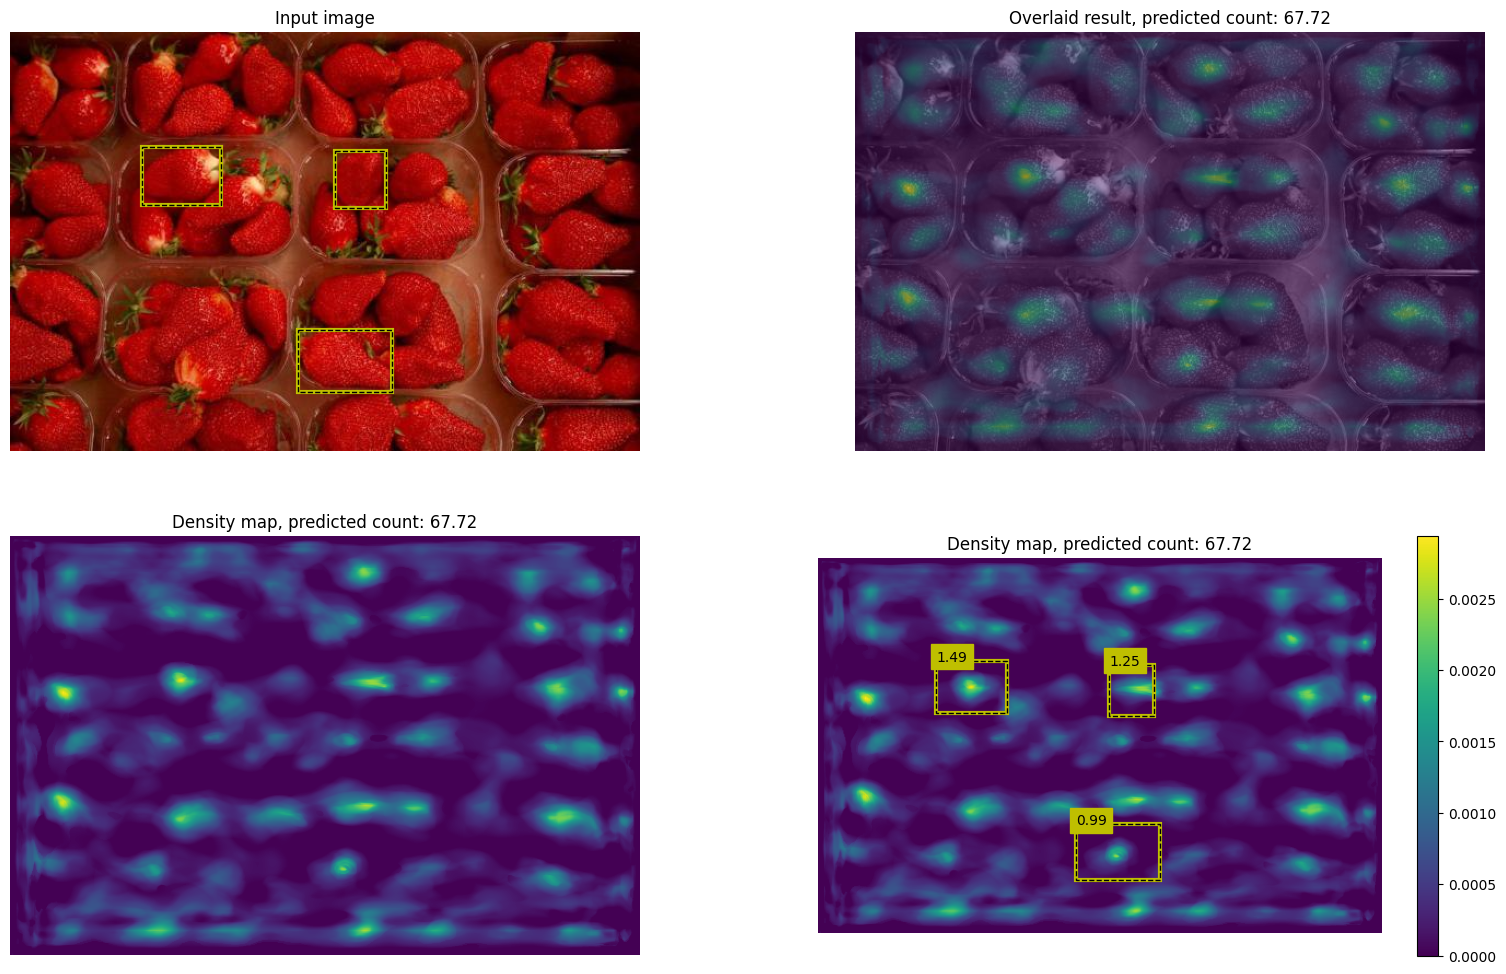 Input image
Overlaid result, predicted count: 67.72
Density map, predicted count: 67.72
Density map, predicted count: 67.72
1.49
1.25
0.99
0.0025
0.0020
0.0015
0.0010
0.0005
0.0000